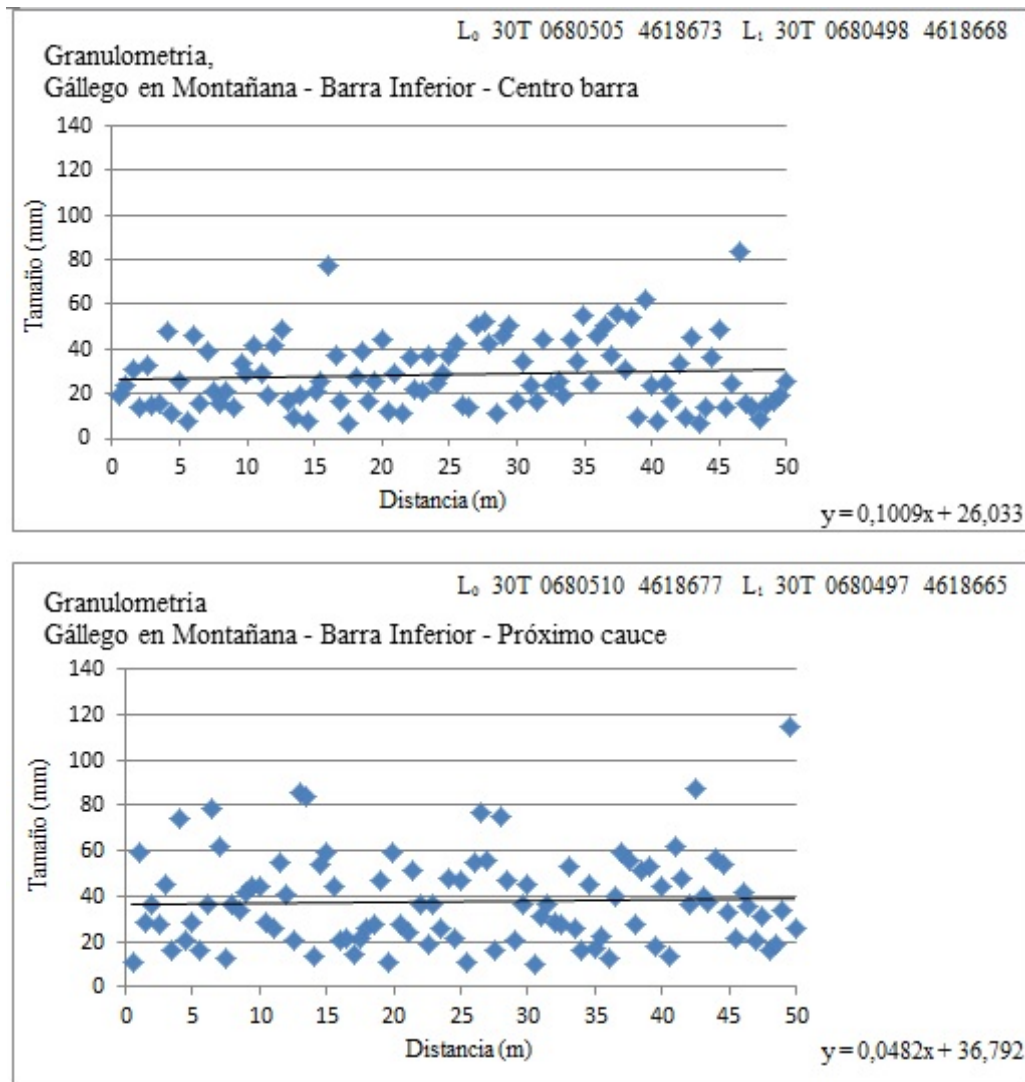 L₀ 30T 0680505 4618673 L₁ 30T 0680498 4618668
Granulometria,
Gállego en Montañana - Barra Inferior - Centro barra
140
120
100
80
60
40
20
0
Tamaño (mm)
0 5 10 15 20 25 30 35 40 45 50
Distancia (m)
y = 0,1009x + 26,033
L₀ 30T 0680510 4618677 L₁ 30T 0680497 4618665
Granulometria
Gállego en Montañana - Barra Inferior - Próximo cauce
140
120
100
80
60
40
20
0
Tamaño (mm)
0 5 10 15 20 25 30 35 40 45 50
Distancia (m)
y = 0,0482x + 36,792